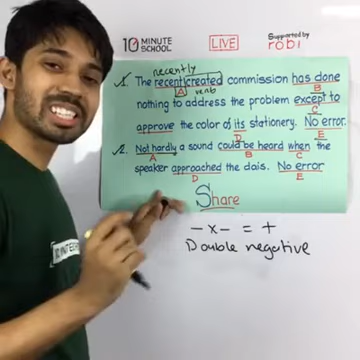 10 MINUTE SCHOOL
LIVE
Supported by
robi
recently
1. The recent created commission has done
A verb B
nothing to address the problem except to
C
approve the color of its stationery. No error.
D E
2. Not hardly a sound could be heard when the
A B C
speaker approached the dais. No error
D E
Share
– x – = +
Double negative